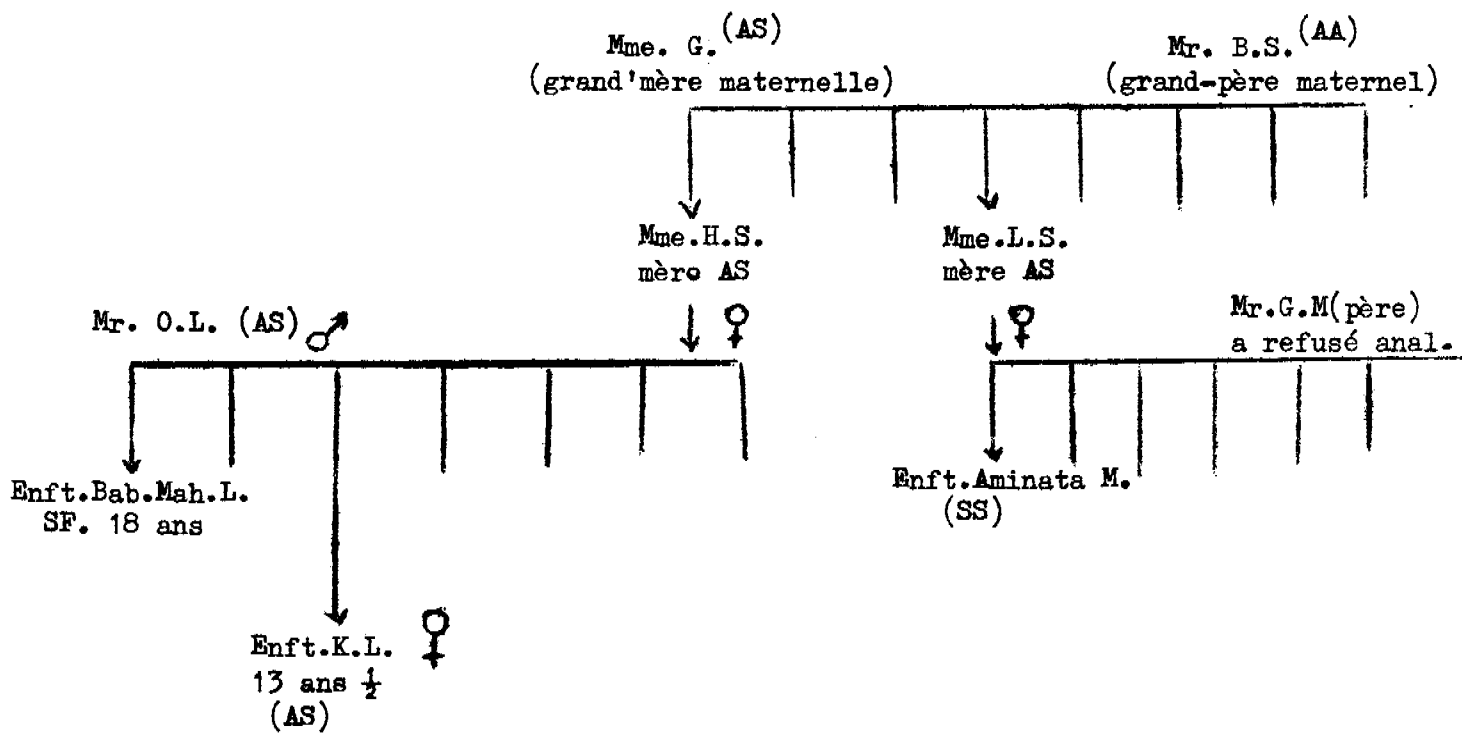 Mme. G. (AS)
(grand'mère maternelle)
Mr. B.S. (AA)
(grand-père maternel)
Mme.H.S.
mère AS
Mme.L.S.
mère AS
Mr. O.L. (AS) ♂
♀
♀
Mr.G.M(père)
a refusé anal.
Enft.Bab.Mah.L.
SF. 18 ans
Enft.Aminata M.
(SS)
Enft.K.L. ♀
13 ans ½
(AS)